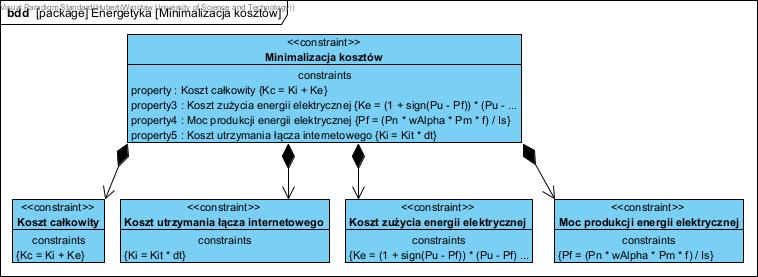 Visual Paradigm Standard(Hubert(Wrocław University of Science and Technology))
bdd [package] Energetyka [Minimalizacja kosztów]
<<constraint>>
Minimalizacja kosztów
constraints
property : Koszt całkowity {Kc = Ki + Ke}
property3 : Koszt zużycia energii elektrycznej {Ke = (1 + sign(Pu - Pf)) * (Pu - ...
property4 : Moc produkcji energii elektrycznej {Pf = (Pn * wAlpha * Pm * f) / Is}
property5 : Koszt utrzymania łącza internetowego {Ki = Kit * dt}
<<constraint>>
Koszt całkowity
constraints
{Kc = Ki + Ke}
<<constraint>>
Koszt utrzymania łącza internetowego
constraints
{Ki = Kit * dt}
<<constraint>>
Koszt zużycia energii elektrycznej
constraints
{Ke = (1 + sign(Pu - Pf)) * (Pu - Pf) ...
<<constraint>>
Moc produkcji energii elektrycznej
constraints
{Pf = (Pn * wAlpha * Pm * f) / Is}